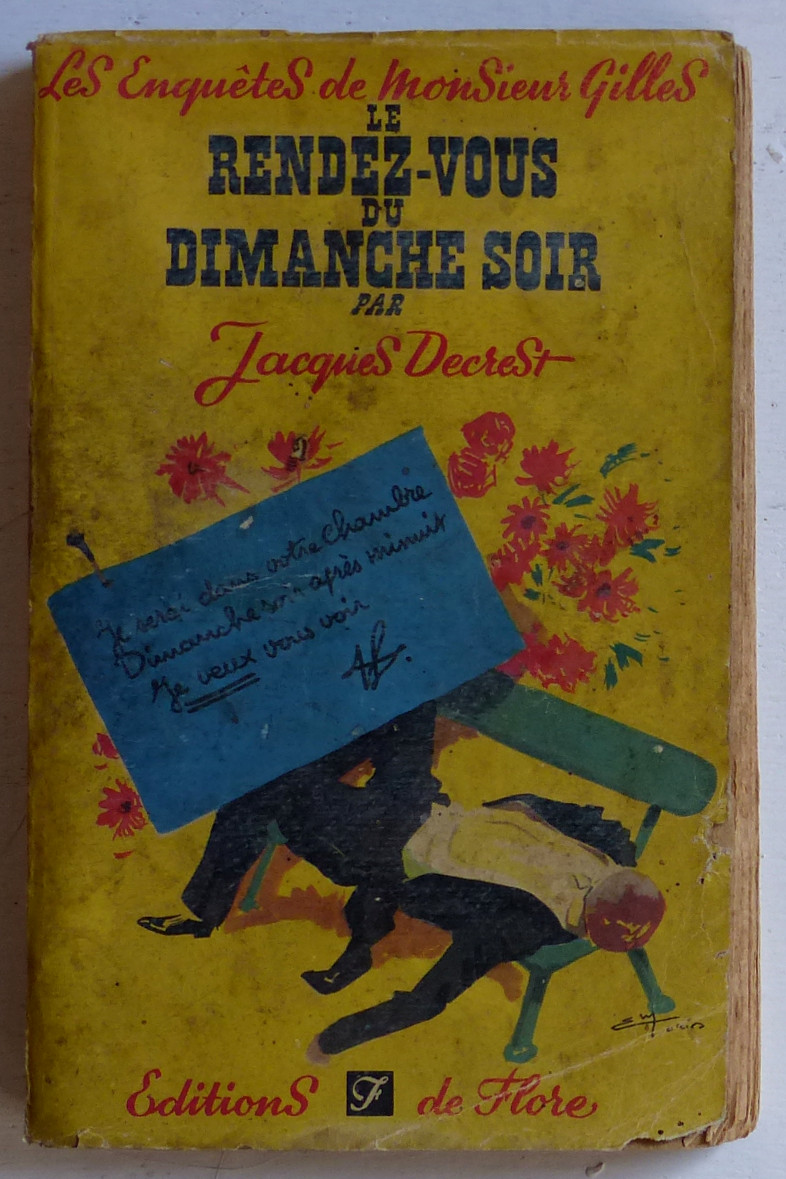 Les Enquêtes de Monsieur Gilles
LE
RENDEZ-VOUS
DU
DIMANCHE SOIR
PAR
Jacques Decrest
Je serai dans votre chambre
Dimanche soir après minuit
Je veux vous voir
Editions F de Flore